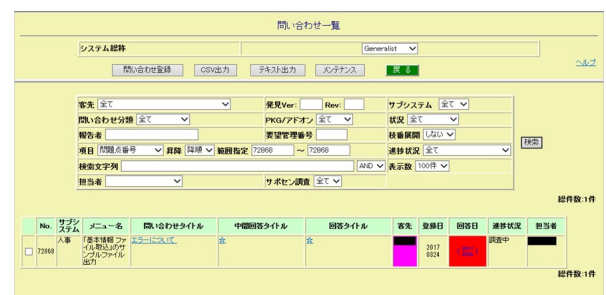 問い合わせ一覧
システム総称 Generalist
問い合わせ登録 CSV出力 テキスト出力 メンテナンス 戻る
ヘルプ
客先 全て 発見Ver: Rev: サブシステム 全て
問い合わせ分類 全て PKG/アドオン 全て 状況 全て
報告者 要望管理番号 枝番展開 しない
検索
項目 問題点番号 昇降 降順 範囲指定 72868 ～ 72868 進捗状況 全て
検索文字列 AND 表示数 100件
担当者 サポセン調査 全て
総件数:1件
No. サブシステム メニュー名 問い合わせタイトル 中間回答タイトル 回答タイトル 客先 登録日 回答日 進捗状況 担当者
72868 人事 「基本情報 ファイル取込」のサンプルファイル出力 エラーについて ☆ ☆ 2017 0324 調査中
総件数:1件